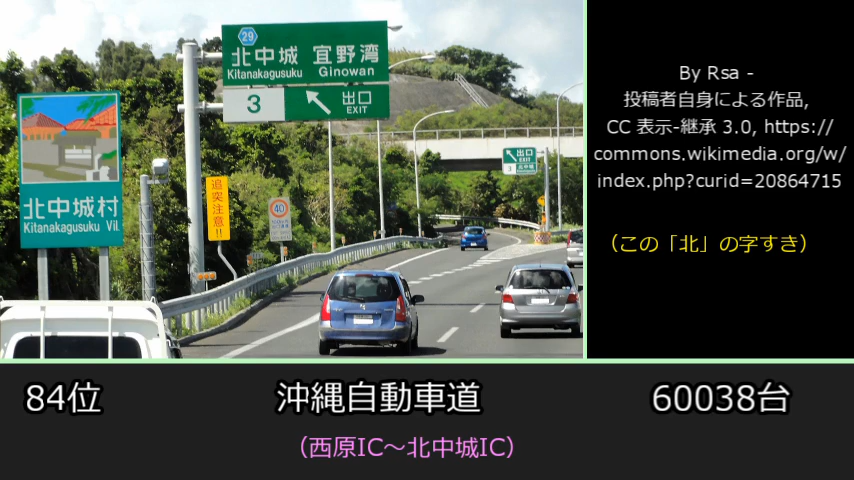 29
北中城 宜野湾
Kitanakagusuku Ginowan
3 出口
EXIT
北中城村
Kitanakagusuku Vil.
追突注意!!
40
出口
EXIT
3 北中城
By Rsa -
投稿者自身による作品,
CC 表示-継承 3.0, https://
commons.wikimedia.org/w/
index.php?curid=20864715
(この「北」の字すき)
84位 沖縄自動車道 60038台
(西原IC～北中城IC)